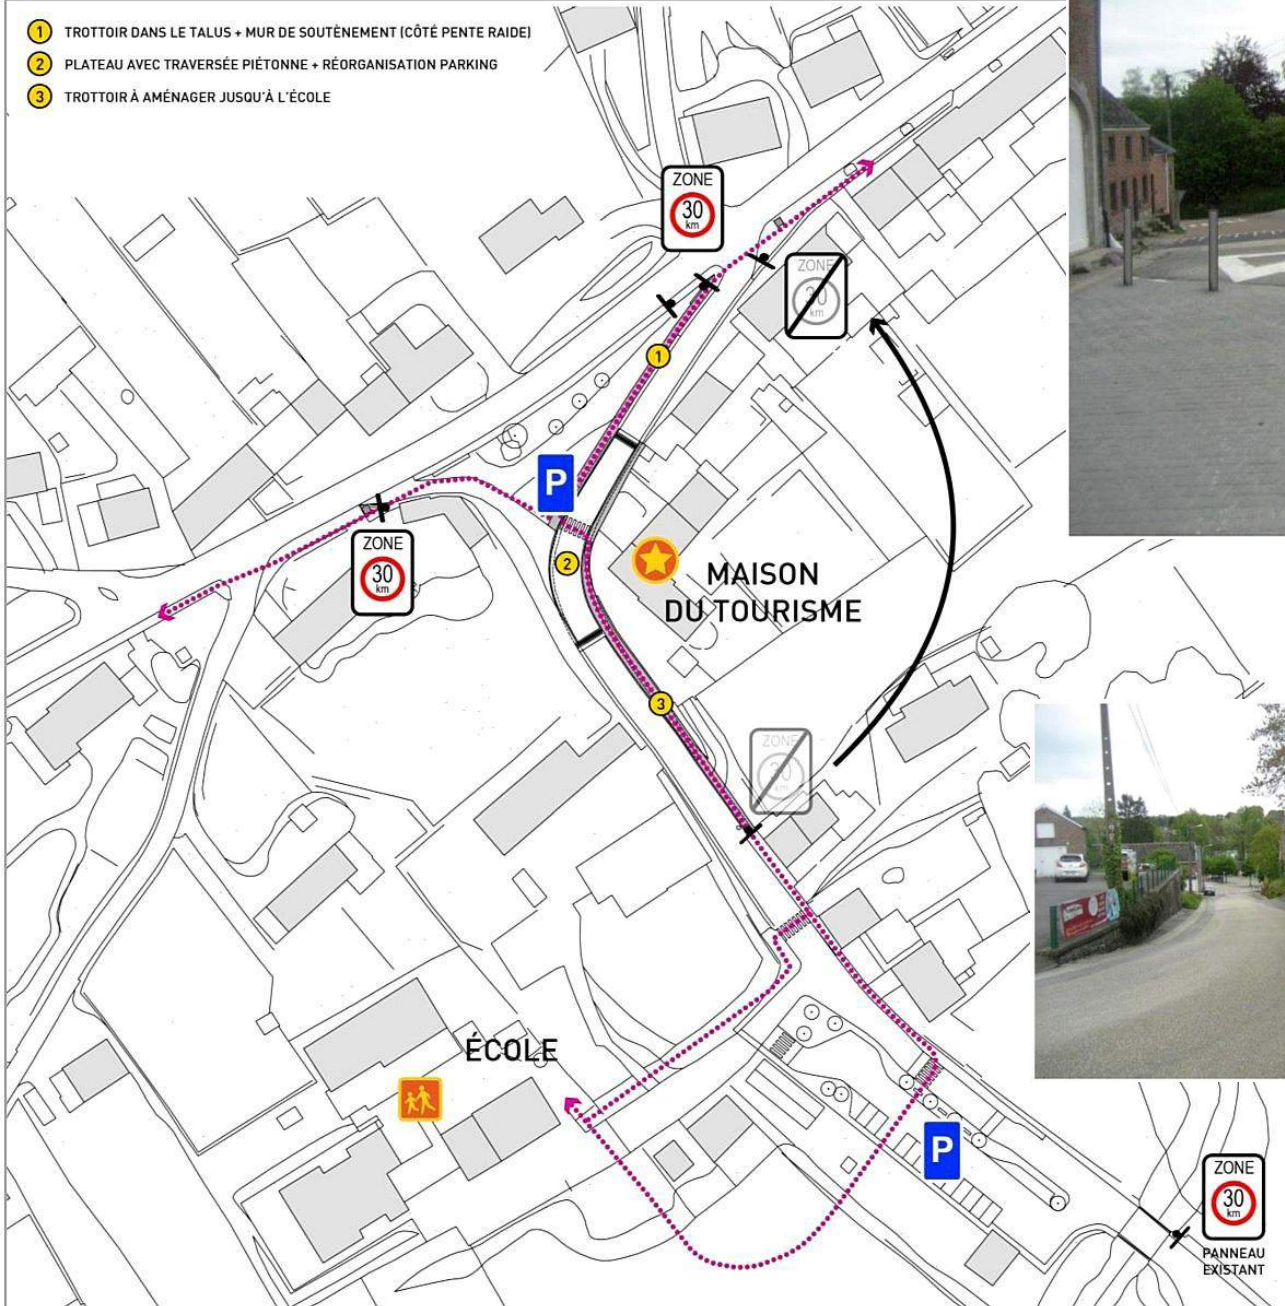 1 TROTTOIR DANS LE TALUS + MUR DE SOUTÈNEMENT (CÔTÉ PENTE RAIDE)
2 PLATEAU AVEC TRAVERSÉE PIÉTONNE + RÉORGANISATION PARKING
3 TROTTOIR À AMÉNAGER JUSQU'À L'ÉCOLE
ZONE
30
km
ZONE
30
km
1
P
ZONE
30
km
2
MAISON
DU TOURISME
3
ZONE
30
km
ÉCOLE
P
ZONE
30
km
PANNEAU
EXISTANT